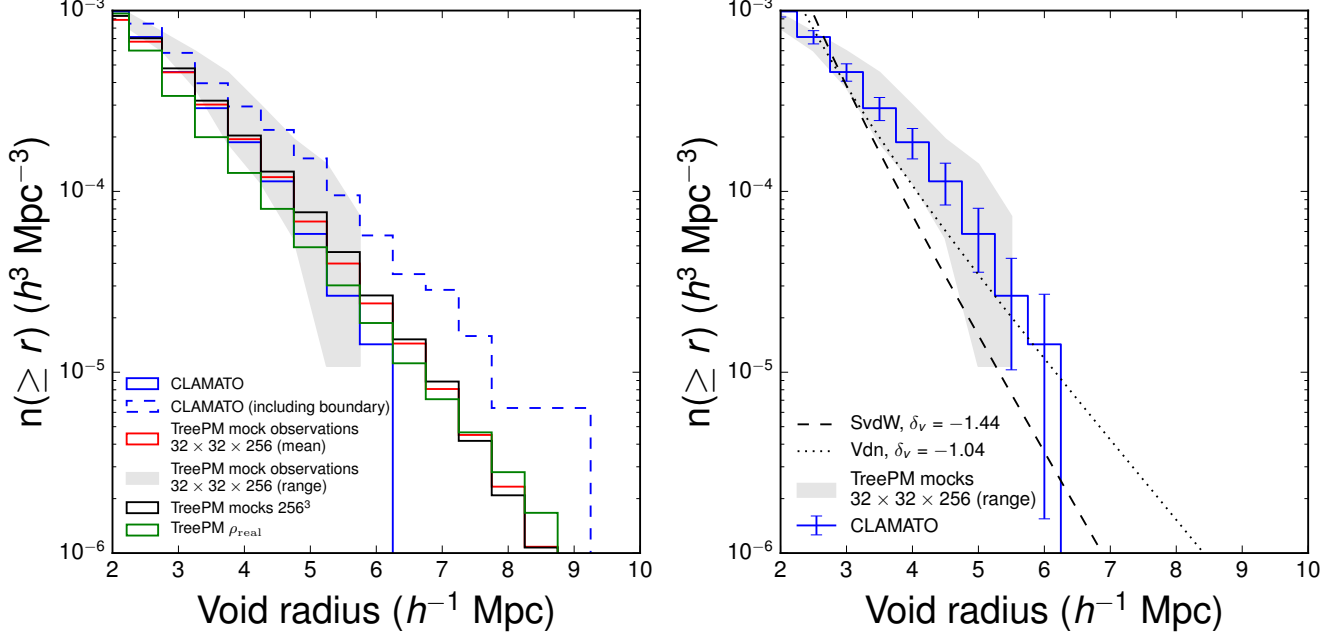 10⁻³
10⁻⁴
10⁻⁵
10⁻⁶
n(≥ r) (h³ Mpc⁻³)
CLAMATO
CLAMATO (including boundary)
TreePM mock observations
32 × 32 × 256 (mean)
TreePM mock observations
32 × 32 × 256 (range)
TreePM mocks 256³
TreePM ρ_real
2 3 4 5 6 7 8 9 10
Void radius (h⁻¹ Mpc)
10⁻³
10⁻⁴
10⁻⁵
10⁻⁶
n(≥ r) (h³ Mpc⁻³)
SvdW, δᵥ = −1.44
Vdn, δᵥ = −1.04
TreePM mocks
32 × 32 × 256 (range)
CLAMATO
2 3 4 5 6 7 8 9 10
Void radius (h⁻¹ Mpc)